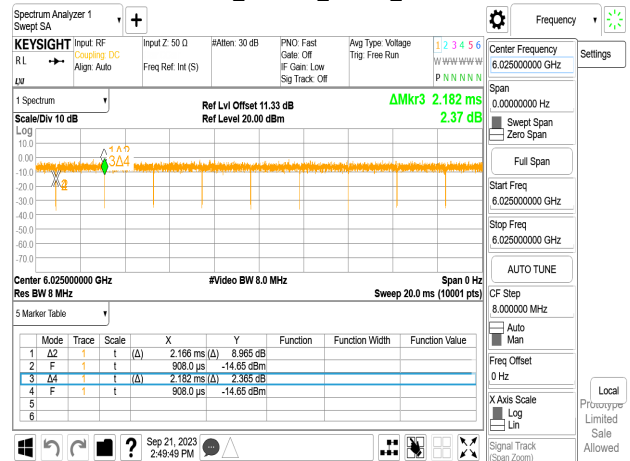 Spectrum Analyzer 1
Swept SA
Frequency
KEYSIGHT
Input: RF
Input Z: 50 Ω
#Atten: 30 dB
PNO: Fast
Avg Type: Voltage
1 2 3 4 5 6
R L
Coupling: DC
Gate: Off
Trig: Free Run
Align: Auto
Freq Ref: Int (S)
IF Gain: Low
W W W W W W
Sig Track: Off
P N N N N N
LXI
1 Spectrum
Ref Lvl Offset 11.33 dB
ΔMkr3 2.182 ms
Scale/Div 10 dB
Ref Level 20.00 dBm
2.37 dB
Log
10.0
0.00
-10.0
-20.0
-30.0
-40.0
-50.0
-60.0
-70.0
3Δ4
Center 6.025000000 GHz
#Video BW 8.0 MHz
Span 0 Hz
Res BW 8 MHz
Sweep 20.0 ms (10001 pts)
5 Marker Table
Mode Trace Scale X Y Function Function Width Function Value
1 Δ2 1 t (Δ) 2.166 ms (Δ) 8.965 dB
2 F 1 t 908.0 µs -14.65 dBm
3 Δ4 1 t (Δ) 2.182 ms (Δ) 2.365 dB
4 F 1 t 908.0 µs -14.65 dBm
5
6
Sep 21, 2023
2:49:49 PM
?
Center Frequency
6.025000000 GHz
Settings
Span
0.00000000 Hz
Swept Span
Zero Span
Full Span
Start Freq
6.025000000 GHz
Stop Freq
6.025000000 GHz
AUTO TUNE
CF Step
8.000000 MHz
Auto
Man
Freq Offset
0 Hz
X Axis Scale
Log
Lin
Signal Track
(Span Zoom)
Local
Prototype
Limited
Sale
Allowed